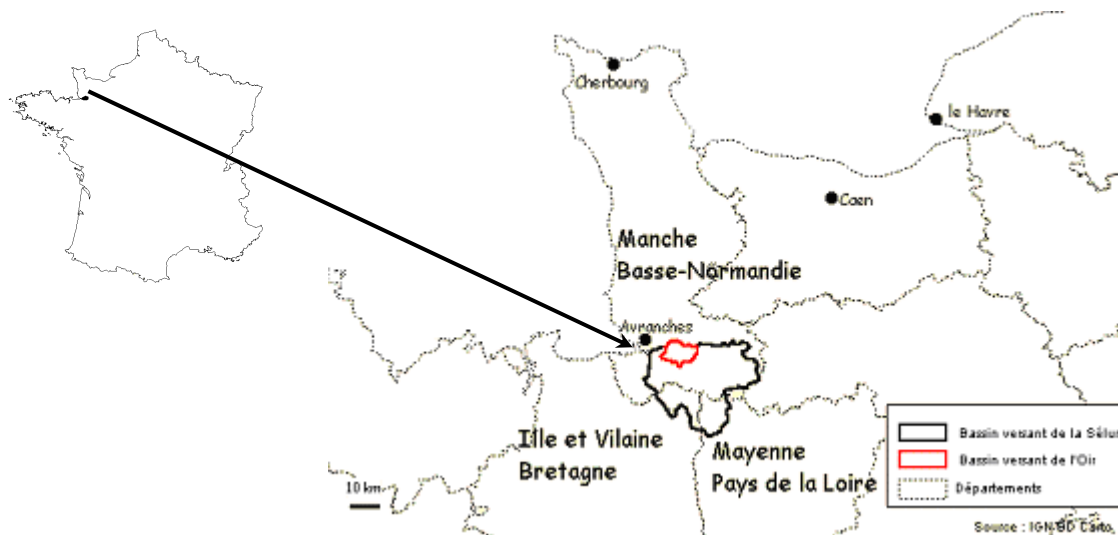 Cherbourg
le Havre
Caen
Manche
Basse-Normandie
Avranches
Ille et Vilaine
Bretagne
Mayenne
Pays de la Loire
10 km
Bassin versant de la Sélun
Bassin versant de l'Oir
Départements
Source : IGN BD Carto